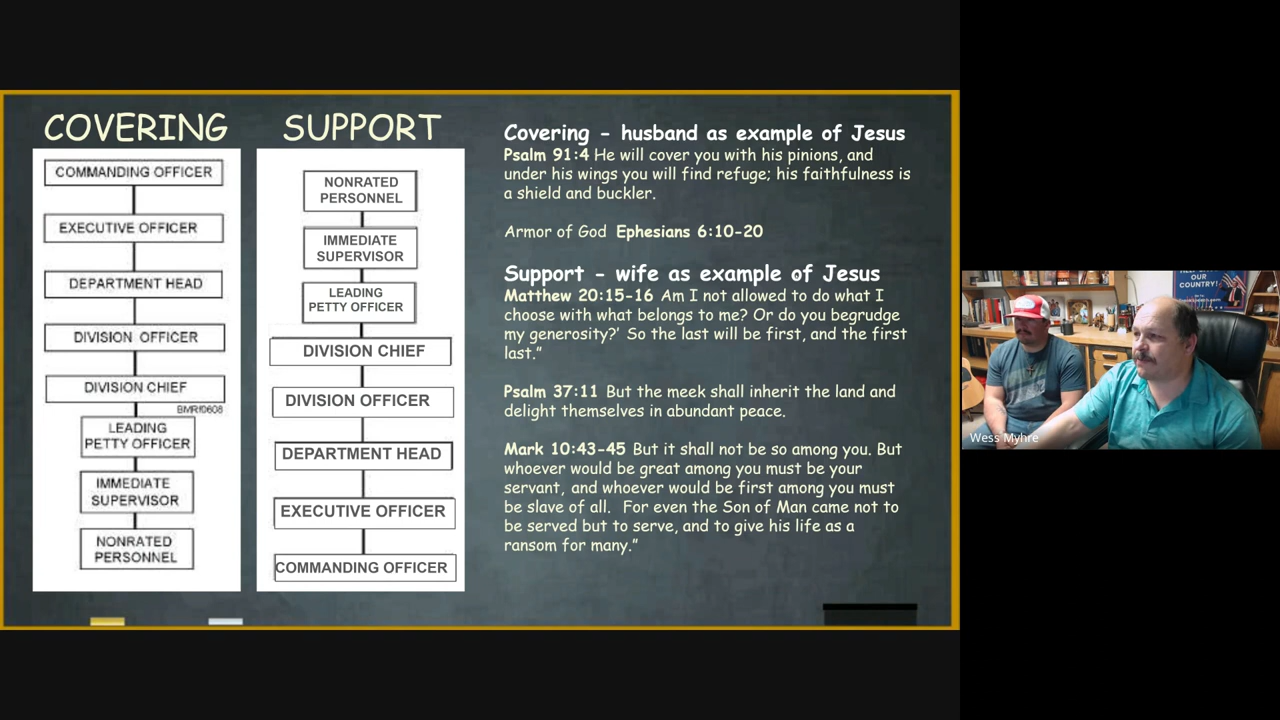 COVERING
COMMANDING OFFICER
EXECUTIVE OFFICER
DEPARTMENT HEAD
DIVISION OFFICER
DIVISION CHIEF
BMRf0608
LEADING
PETTY OFFICER
IMMEDIATE
SUPERVISOR
NONRATED
PERSONNEL
SUPPORT
NONRATED
PERSONNEL
IMMEDIATE
SUPERVISOR
LEADING
PETTY OFFICER
DIVISION CHIEF
DIVISION OFFICER
DEPARTMENT HEAD
EXECUTIVE OFFICER
COMMANDING OFFICER
Covering - husband as example of Jesus
Psalm 91:4 He will cover you with his pinions, and
under his wings you will find refuge; his faithfulness is
a shield and buckler.
Armor of God Ephesians 6:10-20
Support - wife as example of Jesus
Matthew 20:15-16 Am I not allowed to do what I
choose with what belongs to me? Or do you begrudge
my generosity?' So the last will be first, and the first
last."
Psalm 37:11 But the meek shall inherit the land and
delight themselves in abundant peace.
Mark 10:43-45 But it shall not be so among you. But
whoever would be great among you must be your
servant, and whoever would be first among you must
be slave of all. For even the Son of Man came not to
be served but to serve, and to give his life as a
ransom for many."
OUR
COUNTRY!
Wess Myhre